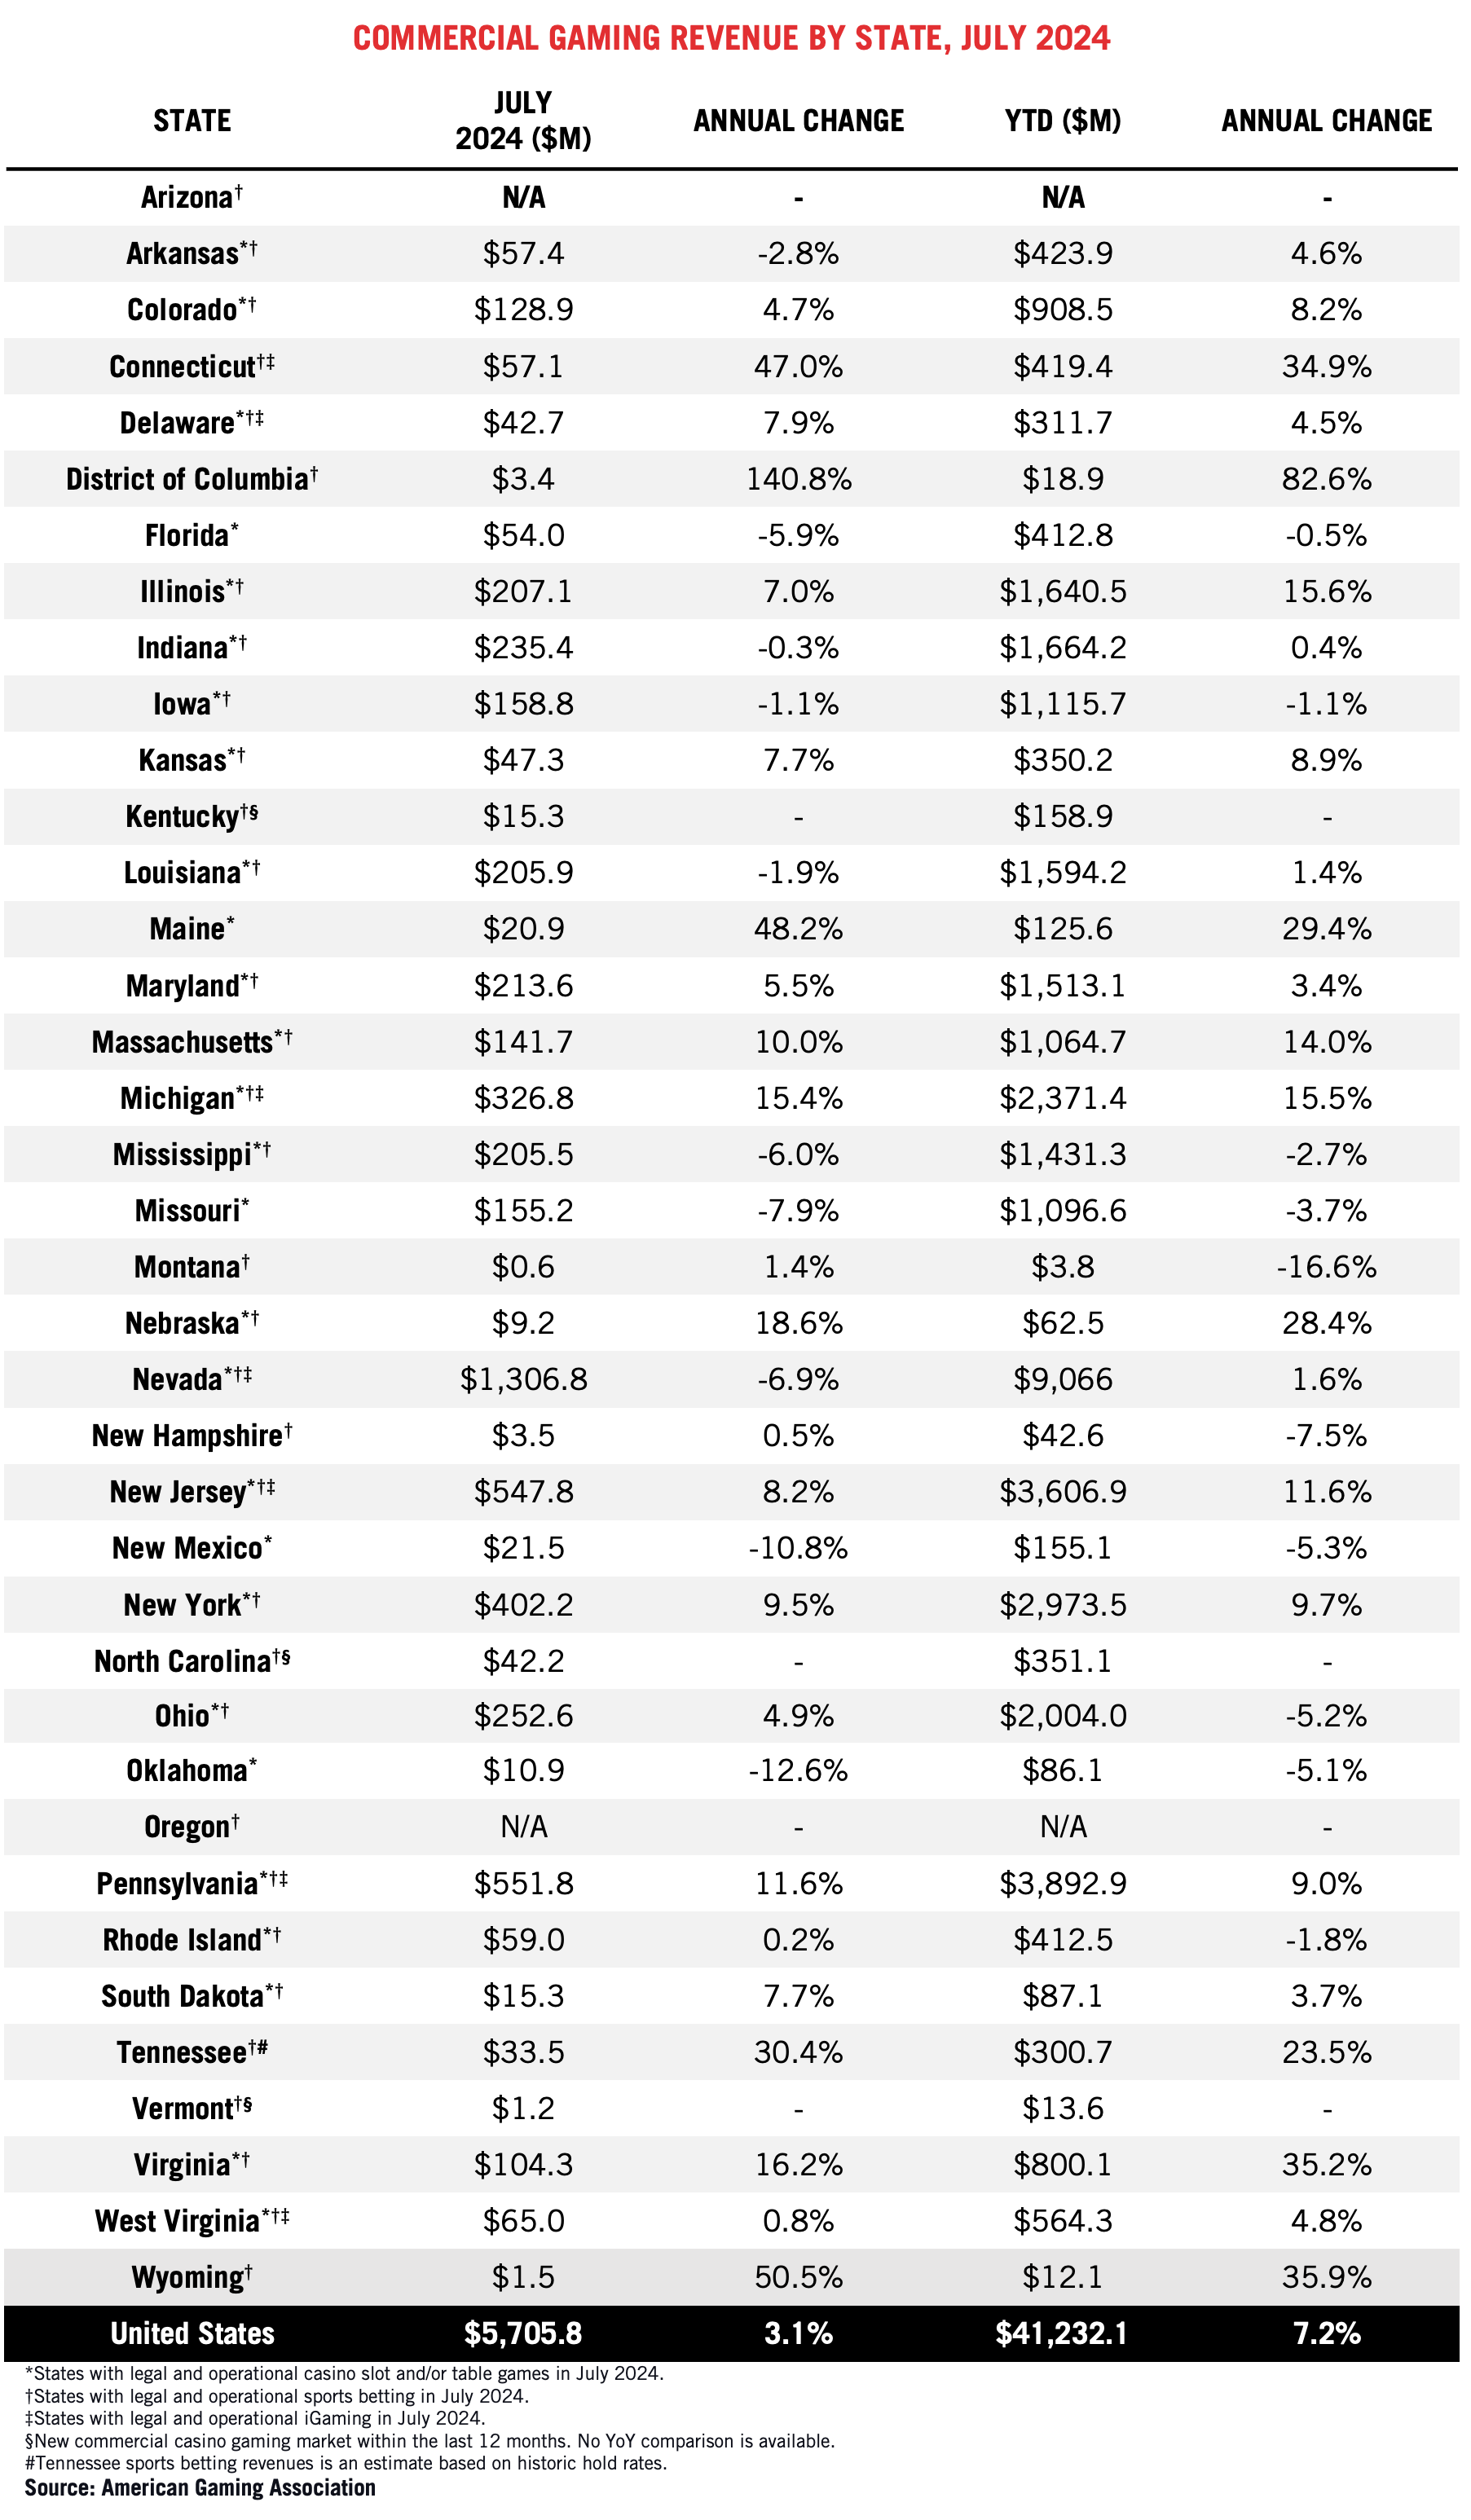 COMMERCIAL GAMING REVENUE BY STATE, JULY 2024
STATE JULY 2024 ($M) ANNUAL CHANGE YTD ($M) ANNUAL CHANGE
Arizona† N/A - N/A -
Arkansas*† $57.4 -2.8% $423.9 4.6%
Colorado*† $128.9 4.7% $908.5 8.2%
Connecticut†‡ $57.1 47.0% $419.4 34.9%
Delaware*†‡ $42.7 7.9% $311.7 4.5%
District of Columbia† $3.4 140.8% $18.9 82.6%
Florida* $54.0 -5.9% $412.8 -0.5%
Illinois*† $207.1 7.0% $1,640.5 15.6%
Indiana*† $235.4 -0.3% $1,664.2 0.4%
Iowa*† $158.8 -1.1% $1,115.7 -1.1%
Kansas*† $47.3 7.7% $350.2 8.9%
Kentucky†§ $15.3 - $158.9 -
Louisiana*† $205.9 -1.9% $1,594.2 1.4%
Maine* $20.9 48.2% $125.6 29.4%
Maryland*† $213.6 5.5% $1,513.1 3.4%
Massachusetts*† $141.7 10.0% $1,064.7 14.0%
Michigan*†‡ $326.8 15.4% $2,371.4 15.5%
Mississippi*† $205.5 -6.0% $1,431.3 -2.7%
Missouri* $155.2 -7.9% $1,096.6 -3.7%
Montana† $0.6 1.4% $3.8 -16.6%
Nebraska*† $9.2 18.6% $62.5 28.4%
Nevada*†‡ $1,306.8 -6.9% $9,066 1.6%
New Hampshire† $3.5 0.5% $42.6 -7.5%
New Jersey*†‡ $547.8 8.2% $3,606.9 11.6%
New Mexico* $21.5 -10.8% $155.1 -5.3%
New York*† $402.2 9.5% $2,973.5 9.7%
North Carolina†§ $42.2 - $351.1 -
Ohio*† $252.6 4.9% $2,004.0 -5.2%
Oklahoma* $10.9 -12.6% $86.1 -5.1%
Oregon† N/A - N/A -
Pennsylvania*†‡ $551.8 11.6% $3,892.9 9.0%
Rhode Island*† $59.0 0.2% $412.5 -1.8%
South Dakota*† $15.3 7.7% $87.1 3.7%
Tennessee†# $33.5 30.4% $300.7 23.5%
Vermont†§ $1.2 - $13.6 -
Virginia*† $104.3 16.2% $800.1 35.2%
West Virginia*†‡ $65.0 0.8% $564.3 4.8%
Wyoming† $1.5 50.5% $12.1 35.9%
United States $5,705.8 3.1% $41,232.1 7.2%
*States with legal and operational casino slot and/or table games in July 2024.
†States with legal and operational sports betting in July 2024.
‡States with legal and operational iGaming in July 2024.
§New commercial casino gaming market within the last 12 months. No YoY comparison is available.
#Tennessee sports betting revenues is an estimate based on historic hold rates.
Source: American Gaming Association